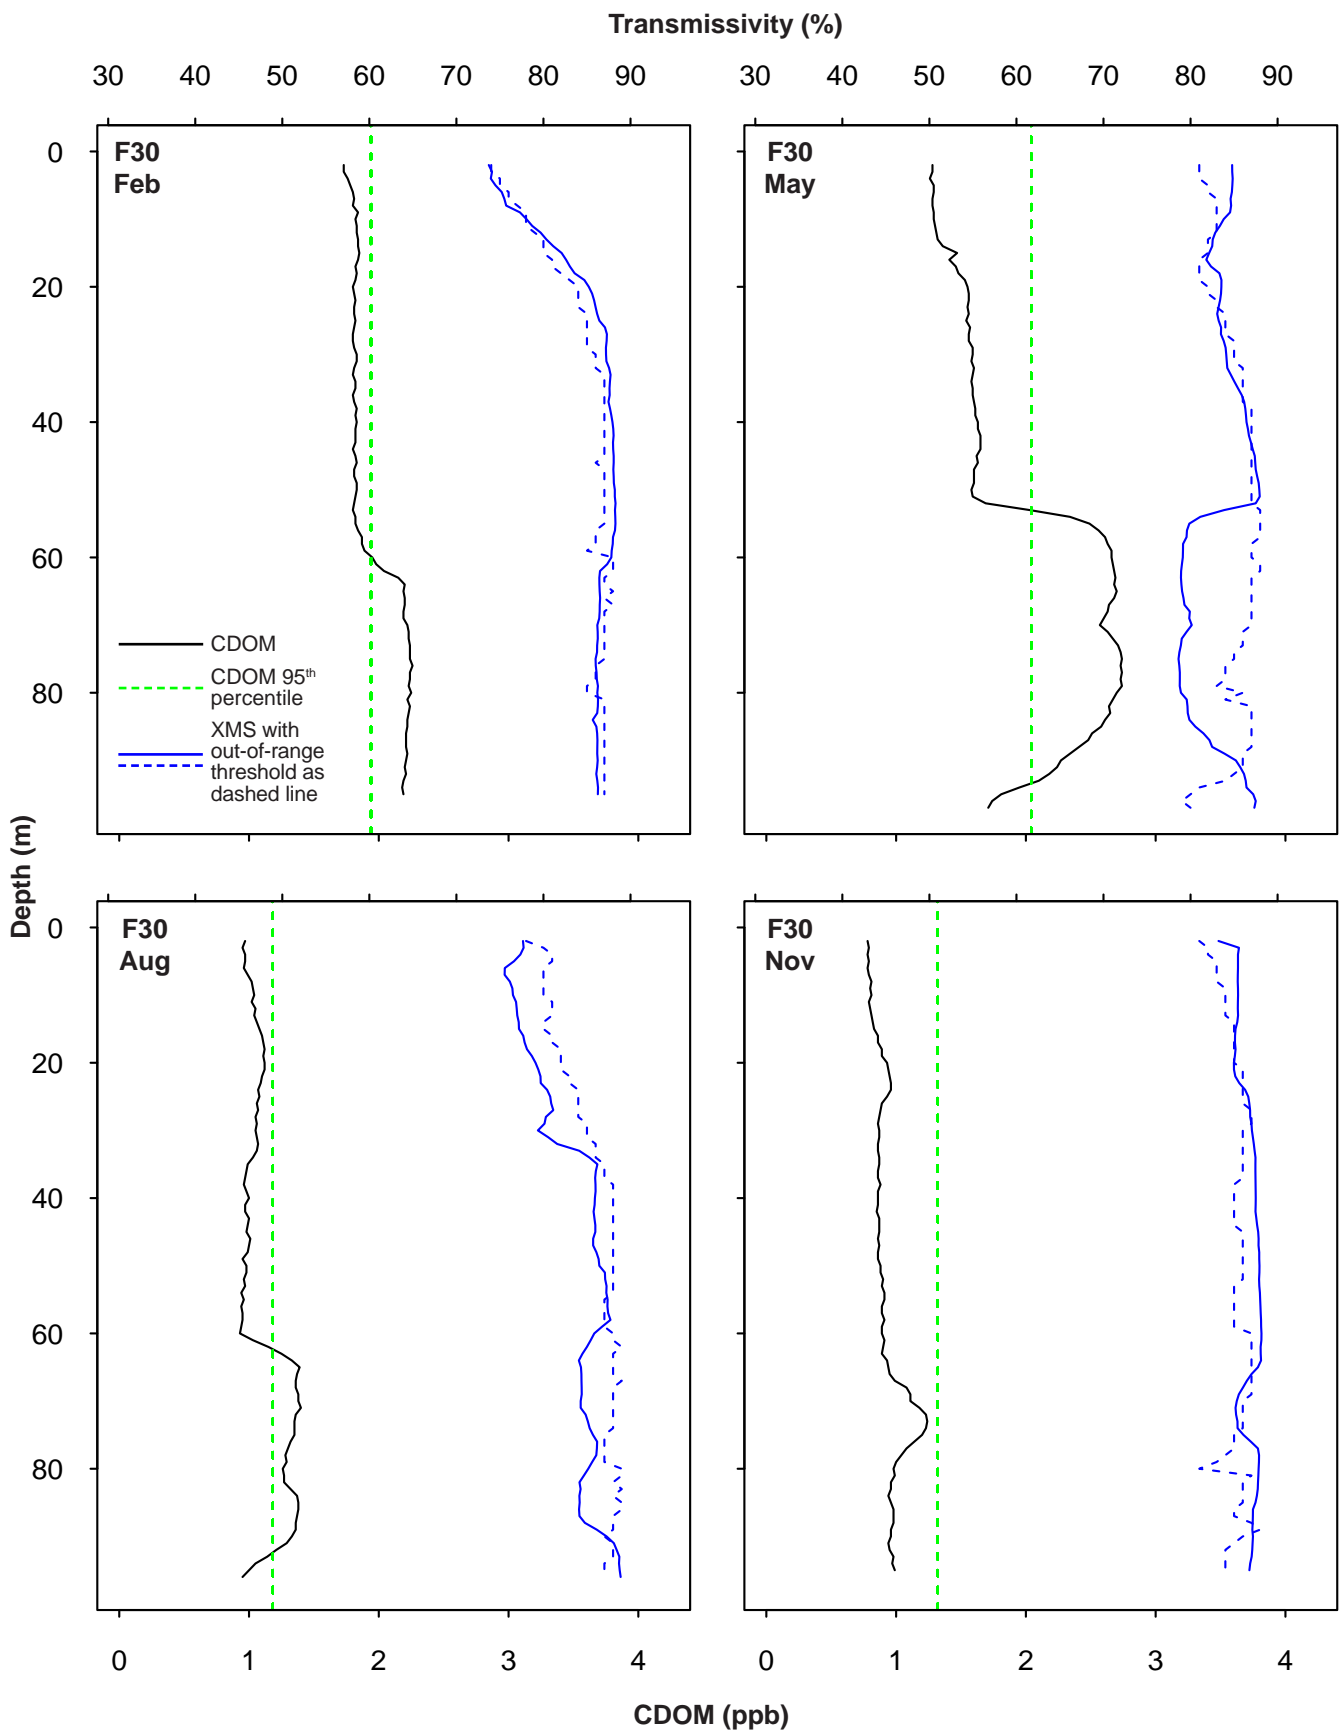 Transmissivity (%)
30 40 50 60 70 80 90
30 40 50 60 70 80 90
F30
Feb
F30
May
0
20
40
60
80
CDOM
CDOM 95th
percentile
XMS with
out-of-range
threshold as
dashed line
Depth (m)
F30
Aug
F30
Nov
0
20
40
60
80
0 1 2 3 4
0 1 2 3 4
CDOM (ppb)